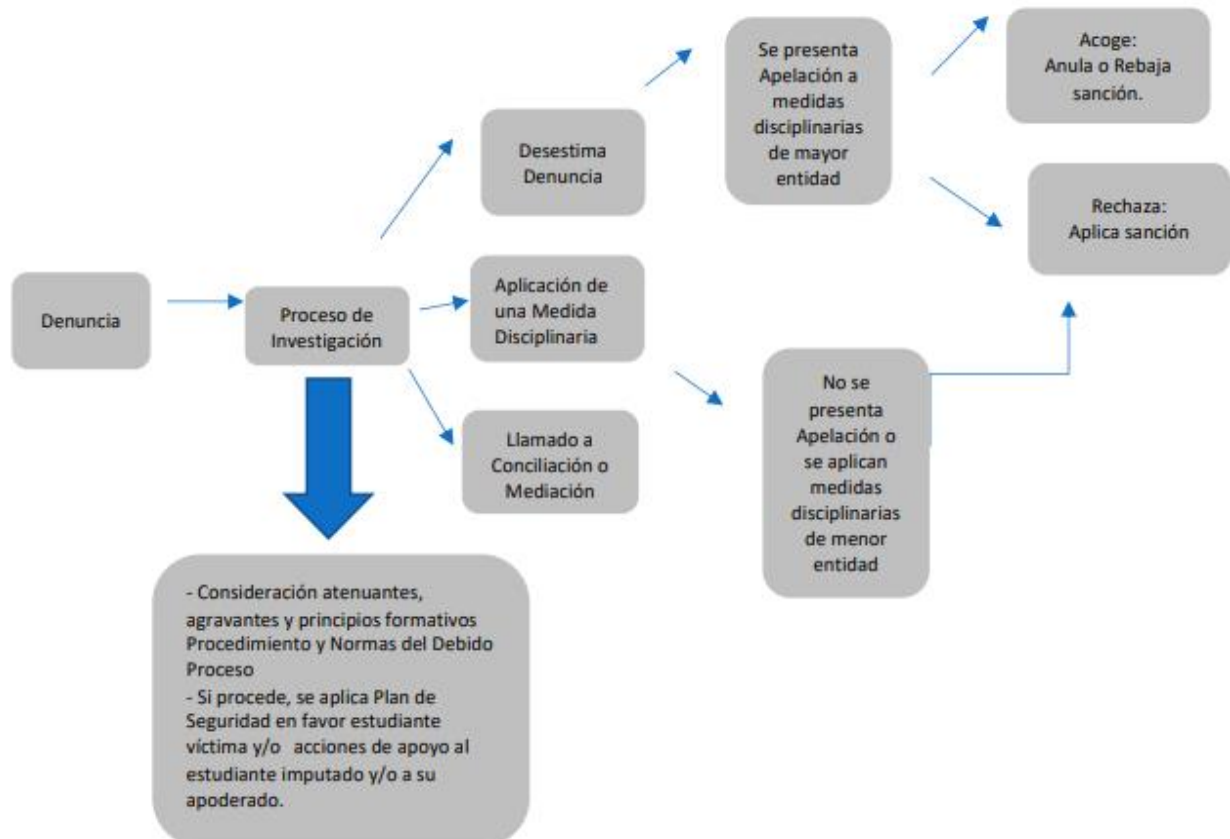 Denuncia
Proceso de
Investigación
- Consideración atenuantes,
agravantes y principios formativos
Procedimiento y Normas del Debido
Proceso
- Si procede, se aplica Plan de
Seguridad en favor estudiante
víctima y/o acciones de apoyo al
estudiante imputado y/o a su
apoderado.
Desestima
Denuncia
Aplicación de
una Medida
Disciplinaria
Llamado a
Conciliación o
Mediación
Se presenta
Apelación a
medidas
disciplinarias
de mayor
entidad
No se
presenta
Apelación o
se aplican
medidas
disciplinarias
de menor
entidad
Acoge:
Anula o Rebaja
sanción.
Rechaza:
Aplica sanción